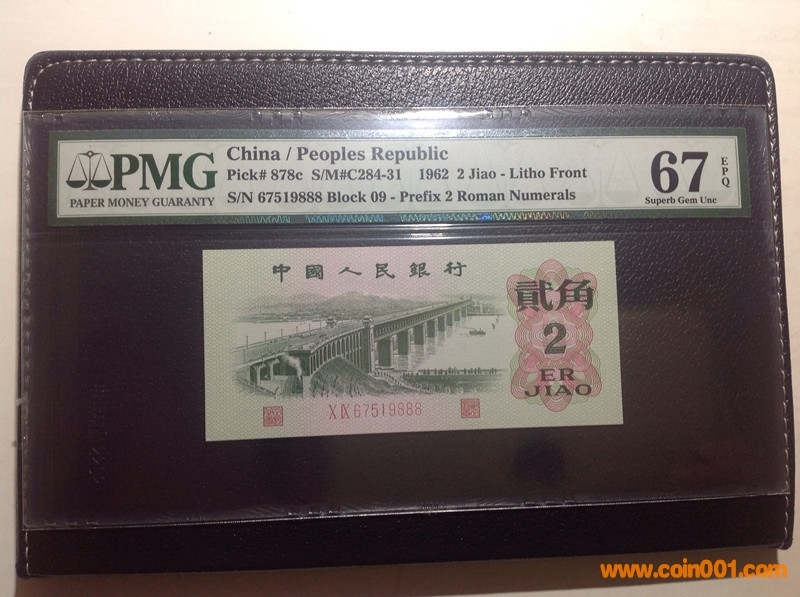 PMG
PAPER MONEY GUARANTY
China / Peoples Republic
Pick# 878c S/M#C284-31 1962 2 Jiao - Litho Front
S/N 67519888 Block 09 - Prefix 2 Roman Numerals
67
EPQ
Superb Gem Unc
中國人民銀行
貳角
2
ER
JIAO
X IX 67519888
www.coin001.com